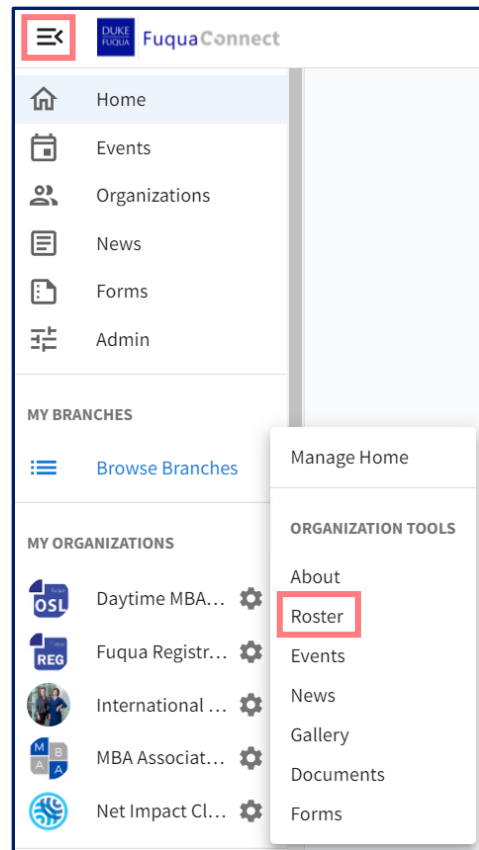 DUKE
FUQUA
FuquaConnect
Home
Events
Organizations
News
Forms
Admin
MY BRANCHES
Browse Branches
MY ORGANIZATIONS
OSL
Daytime MBA...
REG
Fuqua Registr...
International ...
M B
A A
MBA Associat...
Net Impact Cl...
Manage Home
ORGANIZATION TOOLS
About
Roster
Events
News
Gallery
Documents
Forms